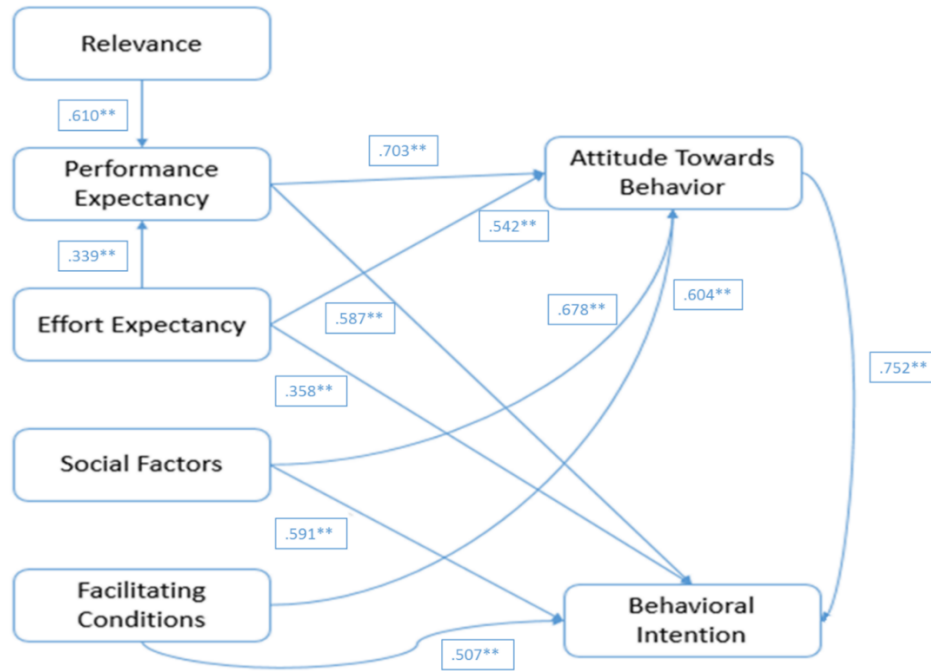 Relevance
.610**
Performance
Expectancy
.703**
Attitude Towards
Behavior
.542**
.339**
Effort Expectancy
.587**
.678**
.604**
.358**
.752**
Social Factors
.591**
Facilitating
Conditions
Behavioral
Intention
.507**